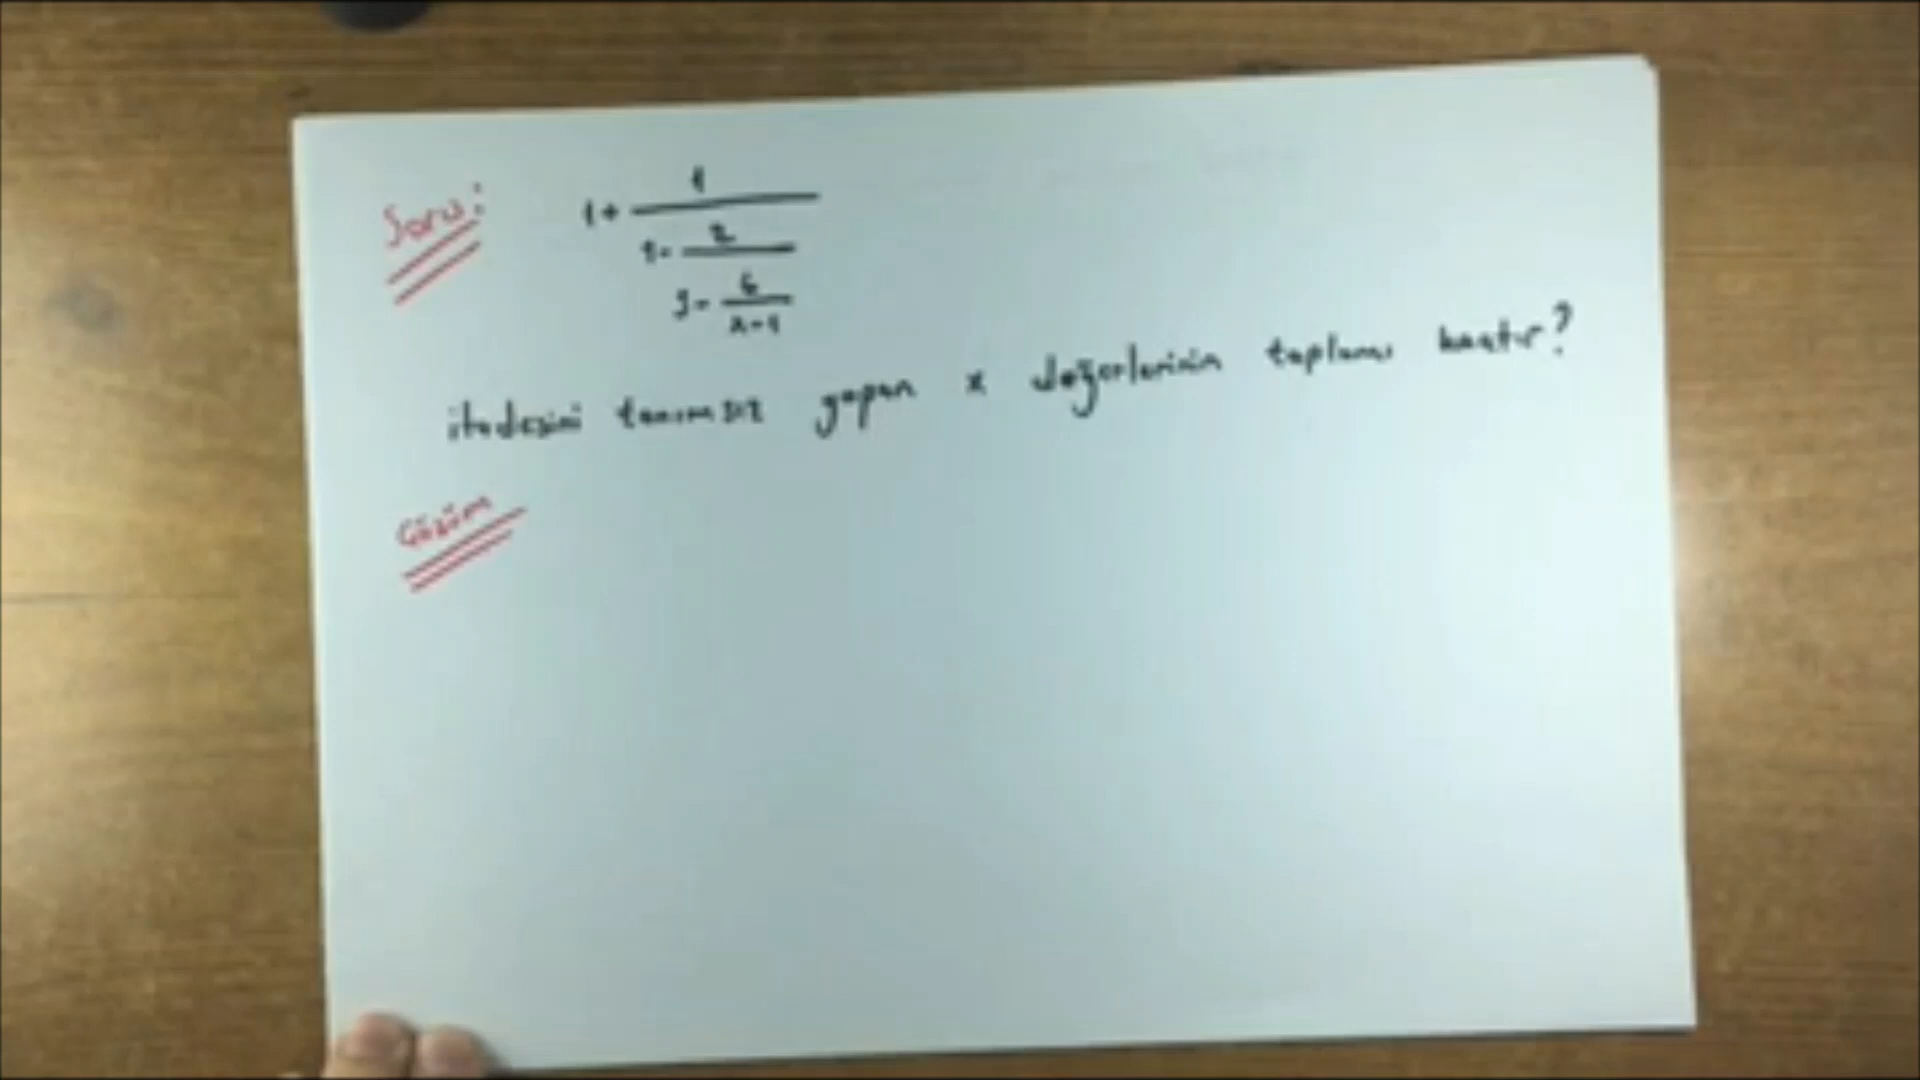 Soru:
1
1+
2
1-
6
3-
x-1
ifadesini tanımsız yapan x değerlerinin toplamı kaçtır?
Çözüm